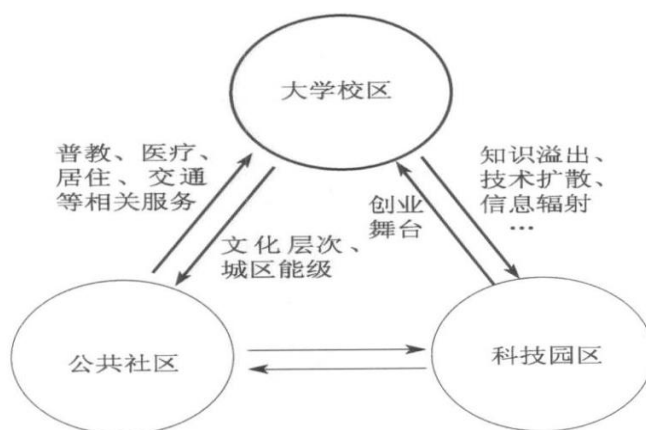 大学校区
普教、医疗、
居住、交通
等相关服务
知识溢出、
技术扩散、
信息辐射
…
创业
舞台
文化层次、
城区能级
公共社区
科技园区